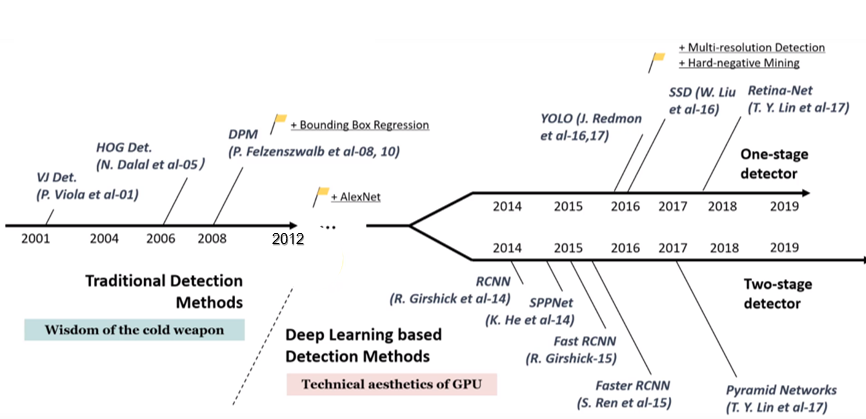 + Multi-resolution Detection
+ Hard-negative Mining
SSD (W. Liu
et al-16)
Retina-Net
(T. Y. Lin et al-17)
YOLO (J. Redmon
et al-16,17)
+ Bounding Box Regression
DPM
(P. Felzenszwalb et al-08, 10)
HOG Det.
(N. Dalal et al-05)
VJ Det.
(P. Viola et al-01)
One-stage
detector
+ AlexNet
2014 2015 2016 2017 2018 2019
2001 2004 2006 2008 2012 ...
2014 2015 2016 2017 2018 2019
Traditional Detection
Methods
Wisdom of the cold weapon
RCNN
(R. Girshick et al-14)
SPPNet
(K. He et al-14)
Two-stage
detector
Deep Learning based
Detection Methods
Technical aesthetics of GPU
Fast RCNN
(R. Girshick-15)
Faster RCNN
(S. Ren et al-15)
Pyramid Networks
(T. Y. Lin et al-17)